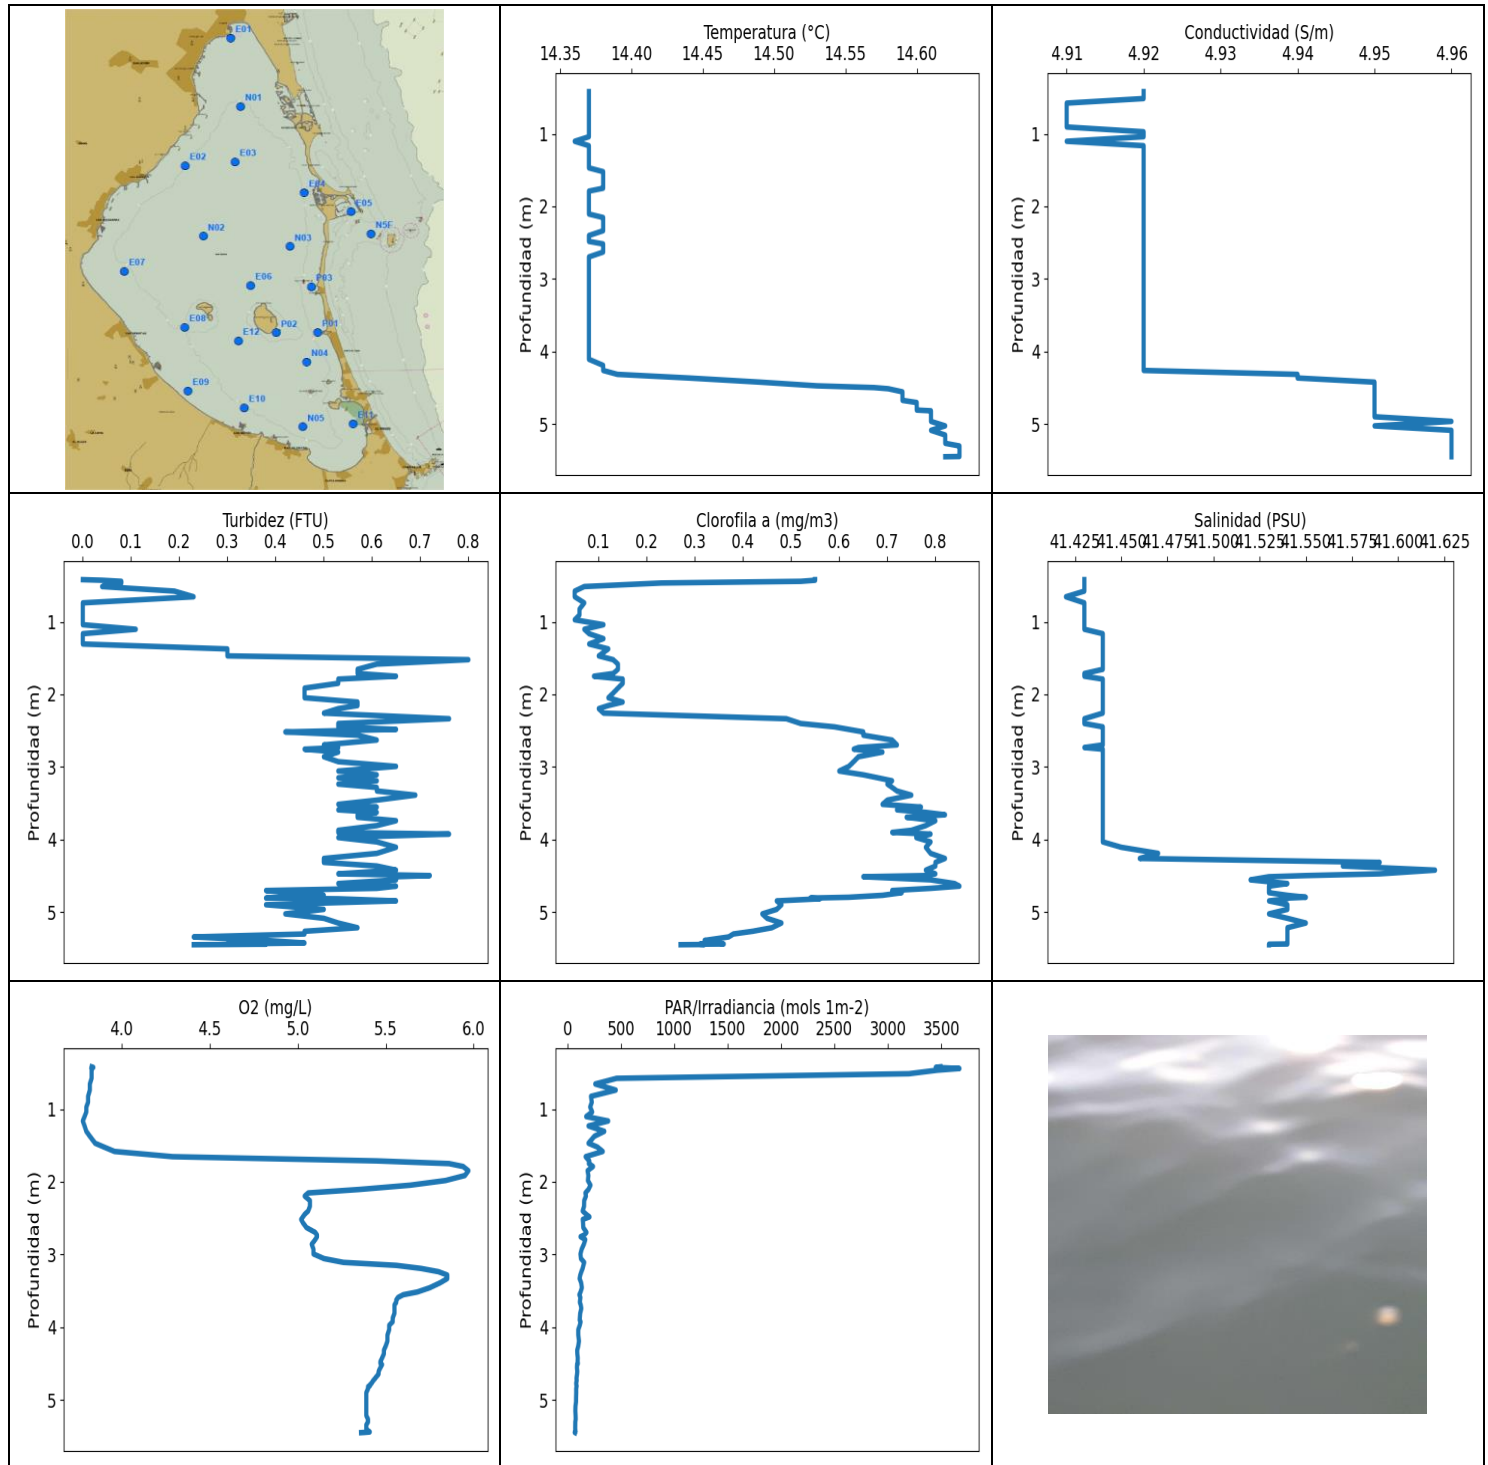 E01
N01
E02
E03
E04
E05
N5F
N02
N03
E07
E06
P03
E08
E12
P02
P01
N04
E09
E10
N05
E11
Temperatura (°C)
14.35 14.40 14.45 14.50 14.55 14.60
Profundidad (m)
1
2
3
4
5
Conductividad (S/m)
4.91 4.92 4.93 4.94 4.95 4.96
Profundidad (m)
1
2
3
4
5
Turbidez (FTU)
0.0 0.1 0.2 0.3 0.4 0.5 0.6 0.7 0.8
Profundidad (m)
1
2
3
4
5
Clorofila a (mg/m3)
0.1 0.2 0.3 0.4 0.5 0.6 0.7 0.8
Profundidad (m)
1
2
3
4
5
Salinidad (PSU)
41.425 41.450 41.475 41.500 41.525 41.550 41.575 41.600 41.625
Profundidad (m)
1
2
3
4
5
O2 (mg/L)
4.0 4.5 5.0 5.5 6.0
Profundidad (m)
1
2
3
4
5
PAR/Irradiancia (mols 1m-2)
0 500 1000 1500 2000 2500 3000 3500
Profundidad (m)
1
2
3
4
5